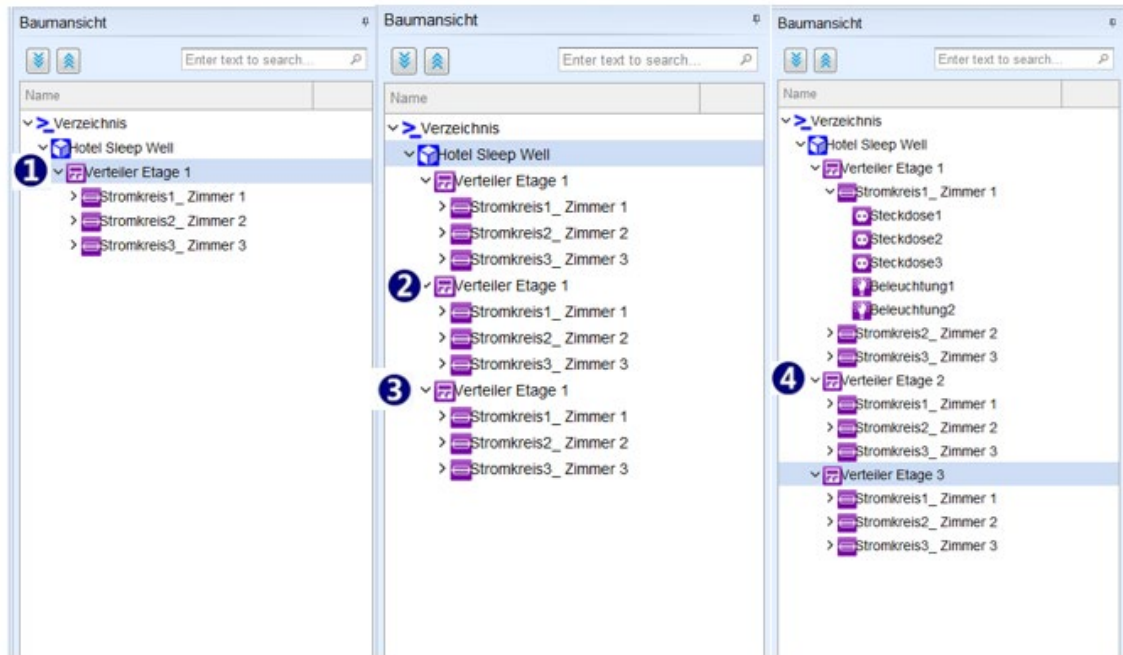 Baumansicht
Enter text to search...
Name
Verzeichnis
Hotel Sleep Well
1
Verteiler Etage 1
Stromkreis1_ Zimmer 1
Stromkreis2_ Zimmer 2
Stromkreis3_ Zimmer 3
Baumansicht
Enter text to search...
Name
Verzeichnis
Hotel Sleep Well
Verteiler Etage 1
Stromkreis1_ Zimmer 1
Stromkreis2_ Zimmer 2
Stromkreis3_ Zimmer 3
2
Verteiler Etage 1
Stromkreis1_ Zimmer 1
Stromkreis2_ Zimmer 2
Stromkreis3_ Zimmer 3
3
Verteiler Etage 1
Stromkreis1_ Zimmer 1
Stromkreis2_ Zimmer 2
Stromkreis3_ Zimmer 3
Baumansicht
Enter text to search...
Name
Verzeichnis
Hotel Sleep Well
Verteiler Etage 1
Stromkreis1_ Zimmer 1
Steckdose1
Steckdose2
Steckdose3
Beleuchtung1
Beleuchtung2
Stromkreis2_ Zimmer 2
Stromkreis3_ Zimmer 3
4
Verteiler Etage 2
Stromkreis1_ Zimmer 1
Stromkreis2_ Zimmer 2
Stromkreis3_ Zimmer 3
Verteiler Etage 3
Stromkreis1_ Zimmer 1
Stromkreis2_ Zimmer 2
Stromkreis3_ Zimmer 3